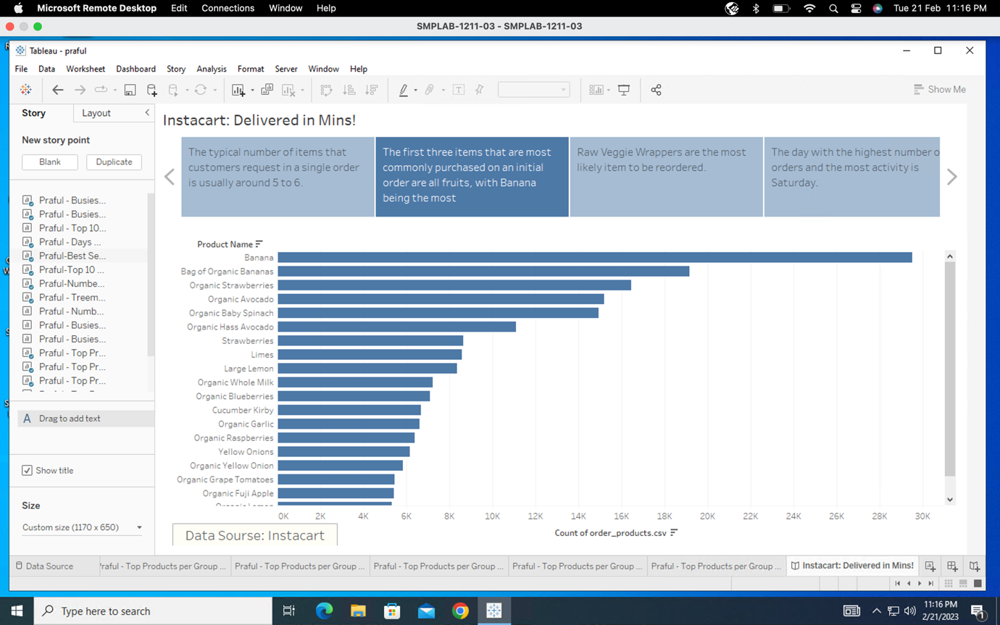 Microsoft Remote Desktop Edit Connections Window Help Tue 21 Feb 11:16 PM
SMPLAB-1211-03 - SMPLAB-1211-03
Tableau - praful
File Data Worksheet Dashboard Story Analysis Format Server Window Help
Show Me
Story Layout
New story point
Blank Duplicate
Praful - Busies...
Praful - Busies...
Praful - Top 10...
Praful - Days ...
Praful-Best Se...
Praful-Top 10 ...
Praful-Numbe...
Praful - Treem...
Praful - Numb...
Praful - Busies...
Praful - Busies...
Praful - Top Pr...
Praful - Top Pr...
Praful - Top Pr...
A Drag to add text
Show title
Size
Custom size (1170 x 650)
Instacart: Delivered in Mins!
The typical number of items that
customers request in a single order
is usually around 5 to 6.
The first three items that are most
commonly purchased on an initial
order are all fruits, with Banana
being the most
Raw Veggie Wrappers are the most
likely item to be reordered.
The day with the highest number o
orders and the most activity is
Saturday.
Product Name
Banana
Bag of Organic Bananas
Organic Strawberries
Organic Avocado
Organic Baby Spinach
Organic Hass Avocado
Strawberries
Limes
Large Lemon
Organic Whole Milk
Organic Blueberries
Cucumber Kirby
Organic Garlic
Organic Raspberries
Yellow Onions
Organic Yellow Onion
Organic Grape Tomatoes
Organic Fuji Apple
Organic Lemon
0K 2K 4K 6K 8K 10K 12K 14K 16K 18K 20K 22K 24K 26K 28K 30K
Count of order_products.csv
Data Sourse: Instacart
Data Source Praful - Top Products per Group ... Praful - Top Products per Group ... Praful - Top Products per Group ... Praful - Top Products per Group ... Praful - Top Products per Group ... Instacart: Delivered in Mins!
Type here to search
11:16 PM
2/21/2023
1